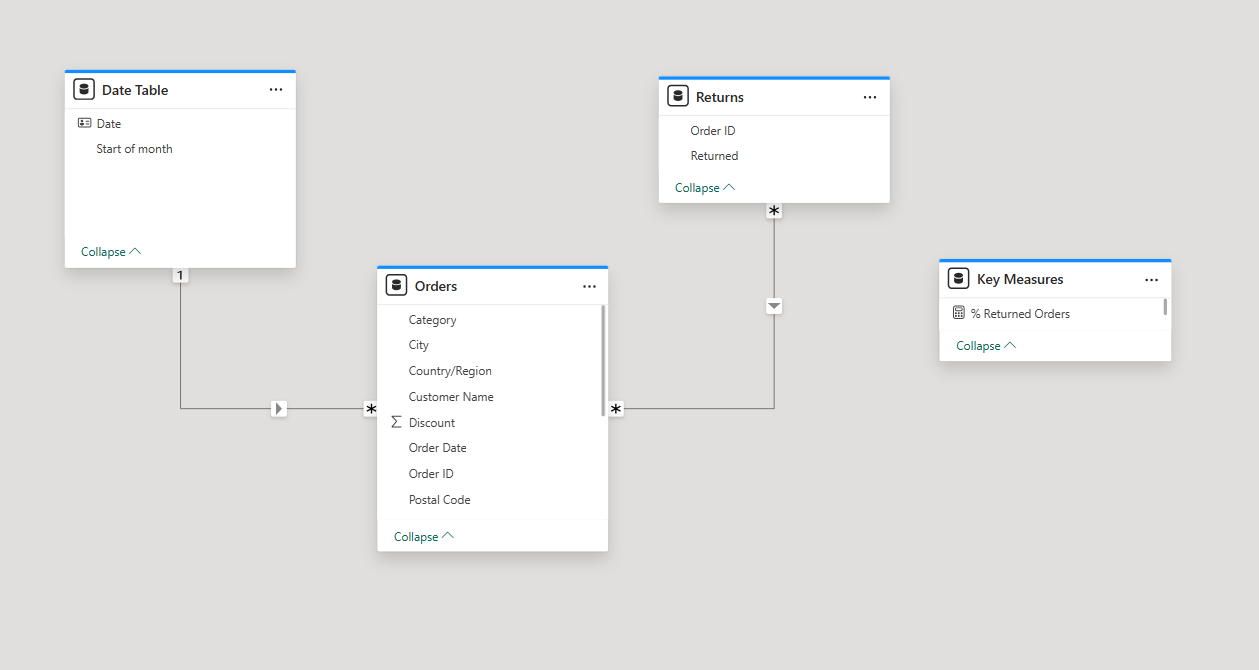 Date Table
Date
Start of month
Collapse
1
Returns
Order ID
Returned
Collapse
*
Orders
Category
City
Country/Region
Customer Name
Discount
Order Date
Order ID
Postal Code
Collapse
*
*
Key Measures
% Returned Orders
Collapse